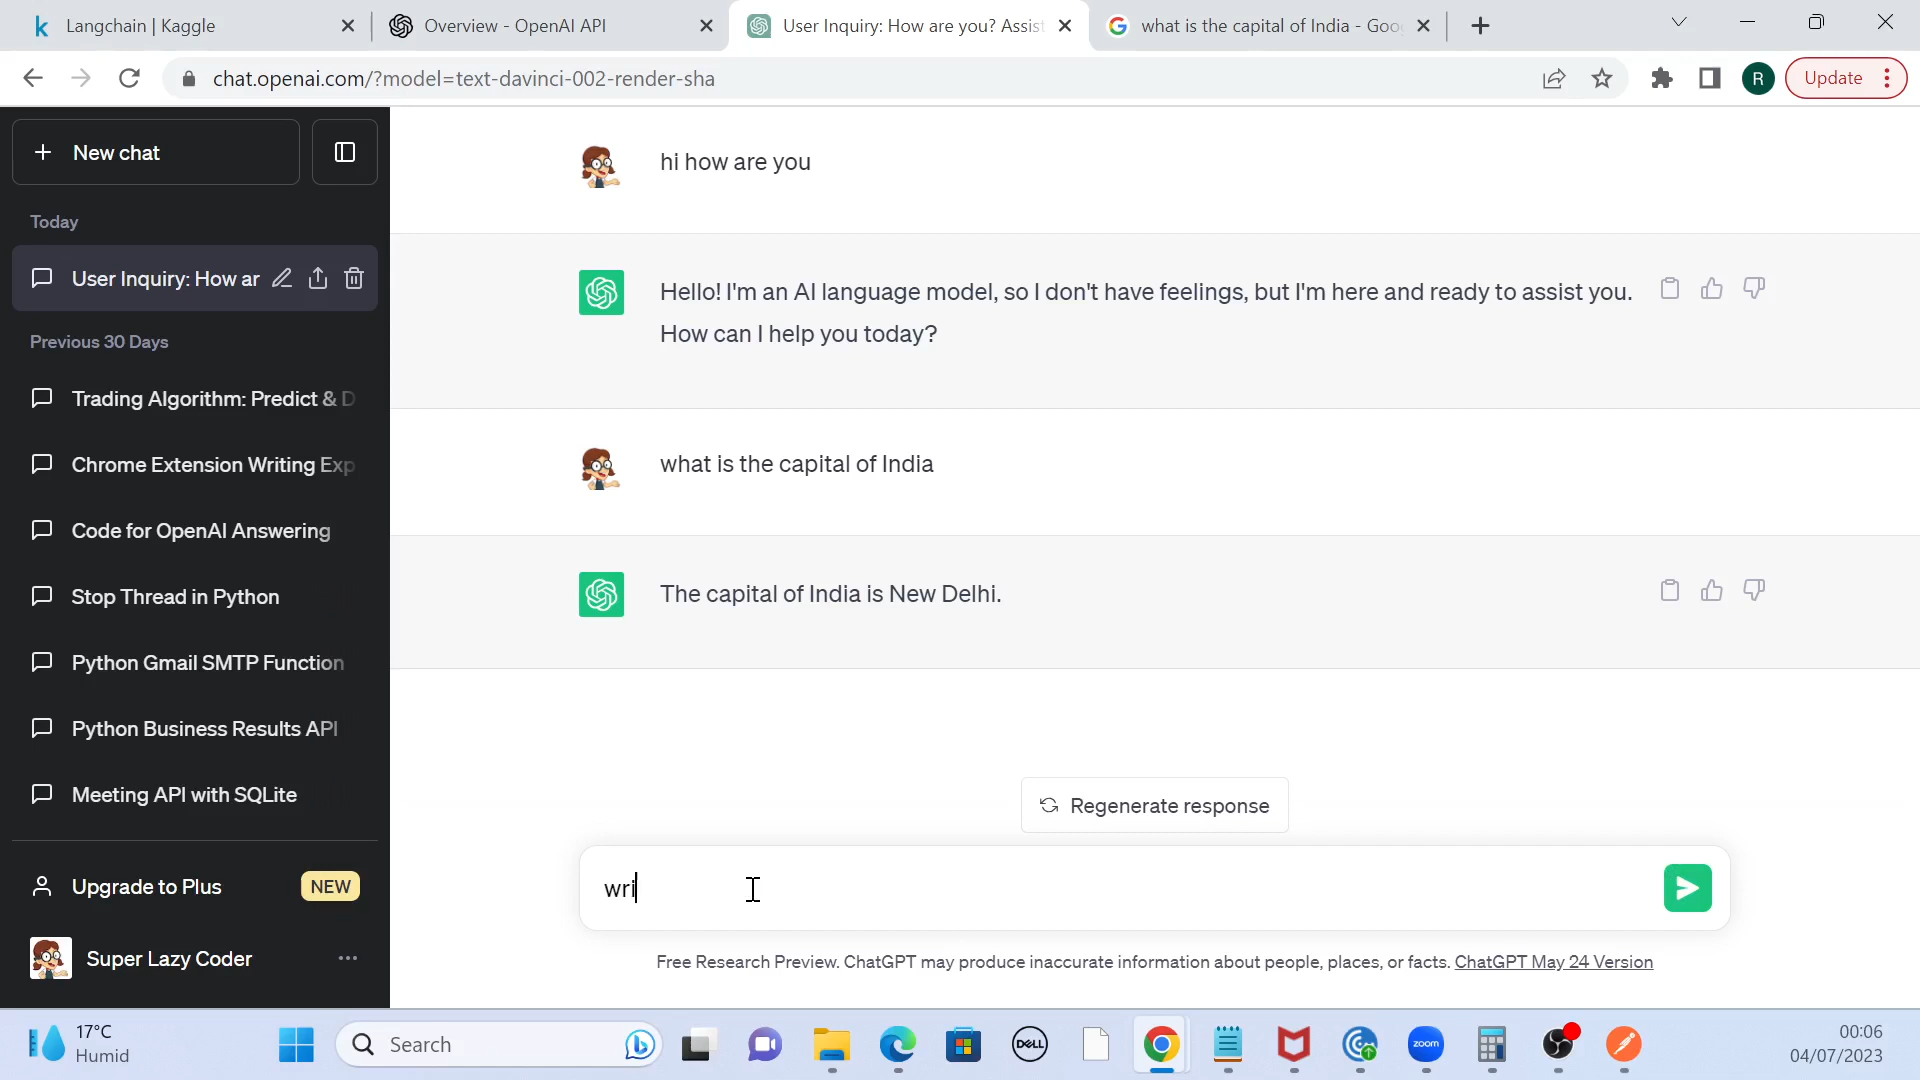 Langchain | Kaggle
Overview - OpenAI API
User Inquiry: How are you? Assist
what is the capital of India - Goo
chat.openai.com/?model=text-davinci-002-render-sha
R
Update
New chat
Today
User Inquiry: How ar
Previous 30 Days
Trading Algorithm: Predict & D
Chrome Extension Writing Exp
Code for OpenAI Answering
Stop Thread in Python
Python Gmail SMTP Function
Python Business Results API
Meeting API with SQLite
Upgrade to Plus
NEW
Super Lazy Coder
hi how are you
Hello! I'm an AI language model, so I don't have feelings, but I'm here and ready to assist you.
How can I help you today?
what is the capital of India
The capital of India is New Delhi.
Regenerate response
wri
Free Research Preview. ChatGPT may produce inaccurate information about people, places, or facts. ChatGPT May 24 Version
17°C
Humid
Search
DELL
zoom
00:06
04/07/2023